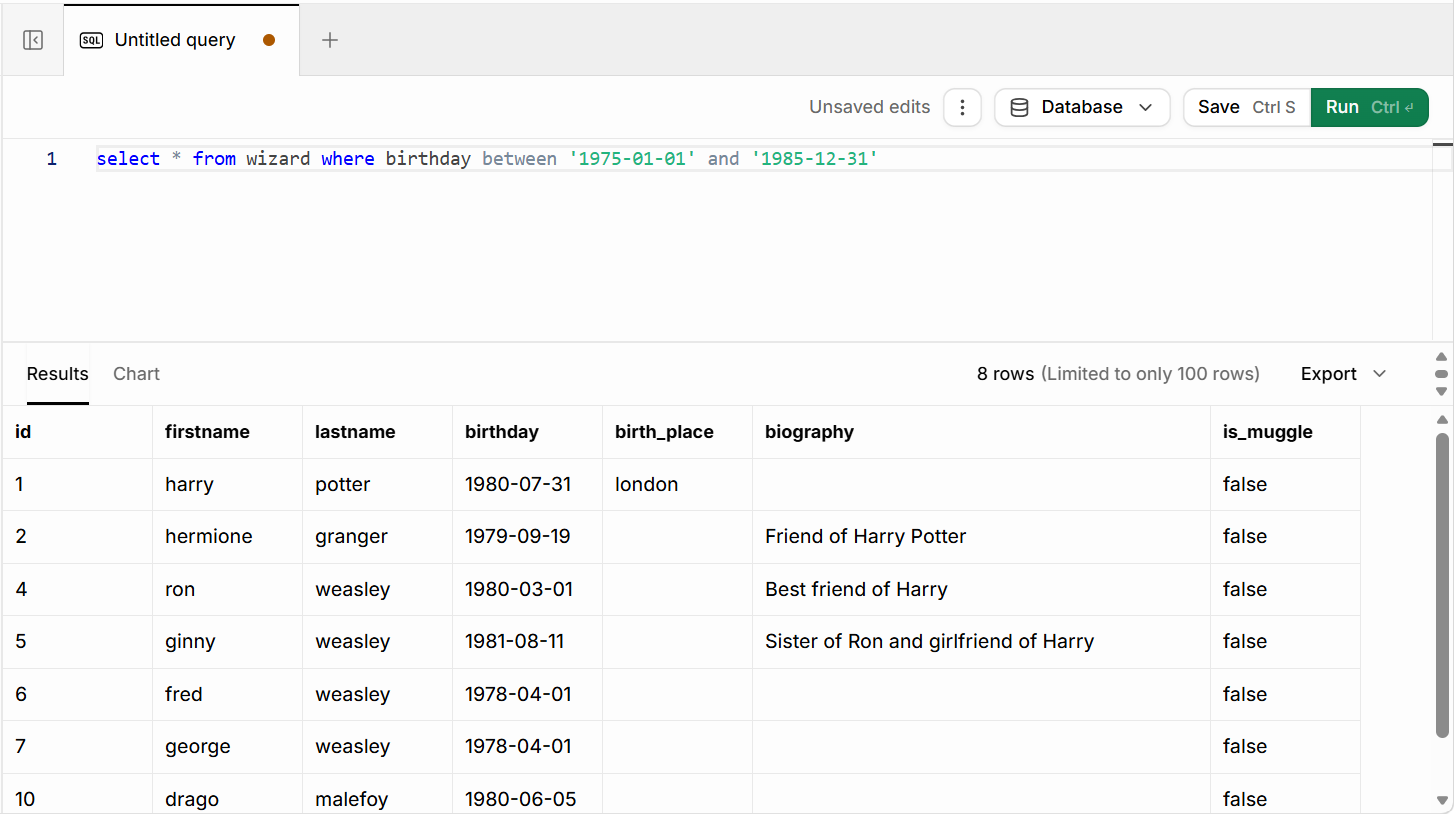 SQL Untitled query
Unsaved edits Database Save Ctrl S Run Ctrl ↵
1 select * from wizard where birthday between '1975-01-01' and '1985-12-31'
Results Chart 8 rows (Limited to only 100 rows) Export
id firstname lastname birthday birth_place biography is_muggle
1 harry potter 1980-07-31 london false
2 hermione granger 1979-09-19 Friend of Harry Potter false
4 ron weasley 1980-03-01 Best friend of Harry false
5 ginny weasley 1981-08-11 Sister of Ron and girlfriend of Harry false
6 fred weasley 1978-04-01 false
7 george weasley 1978-04-01 false
10 drago malefoy 1980-06-05 false